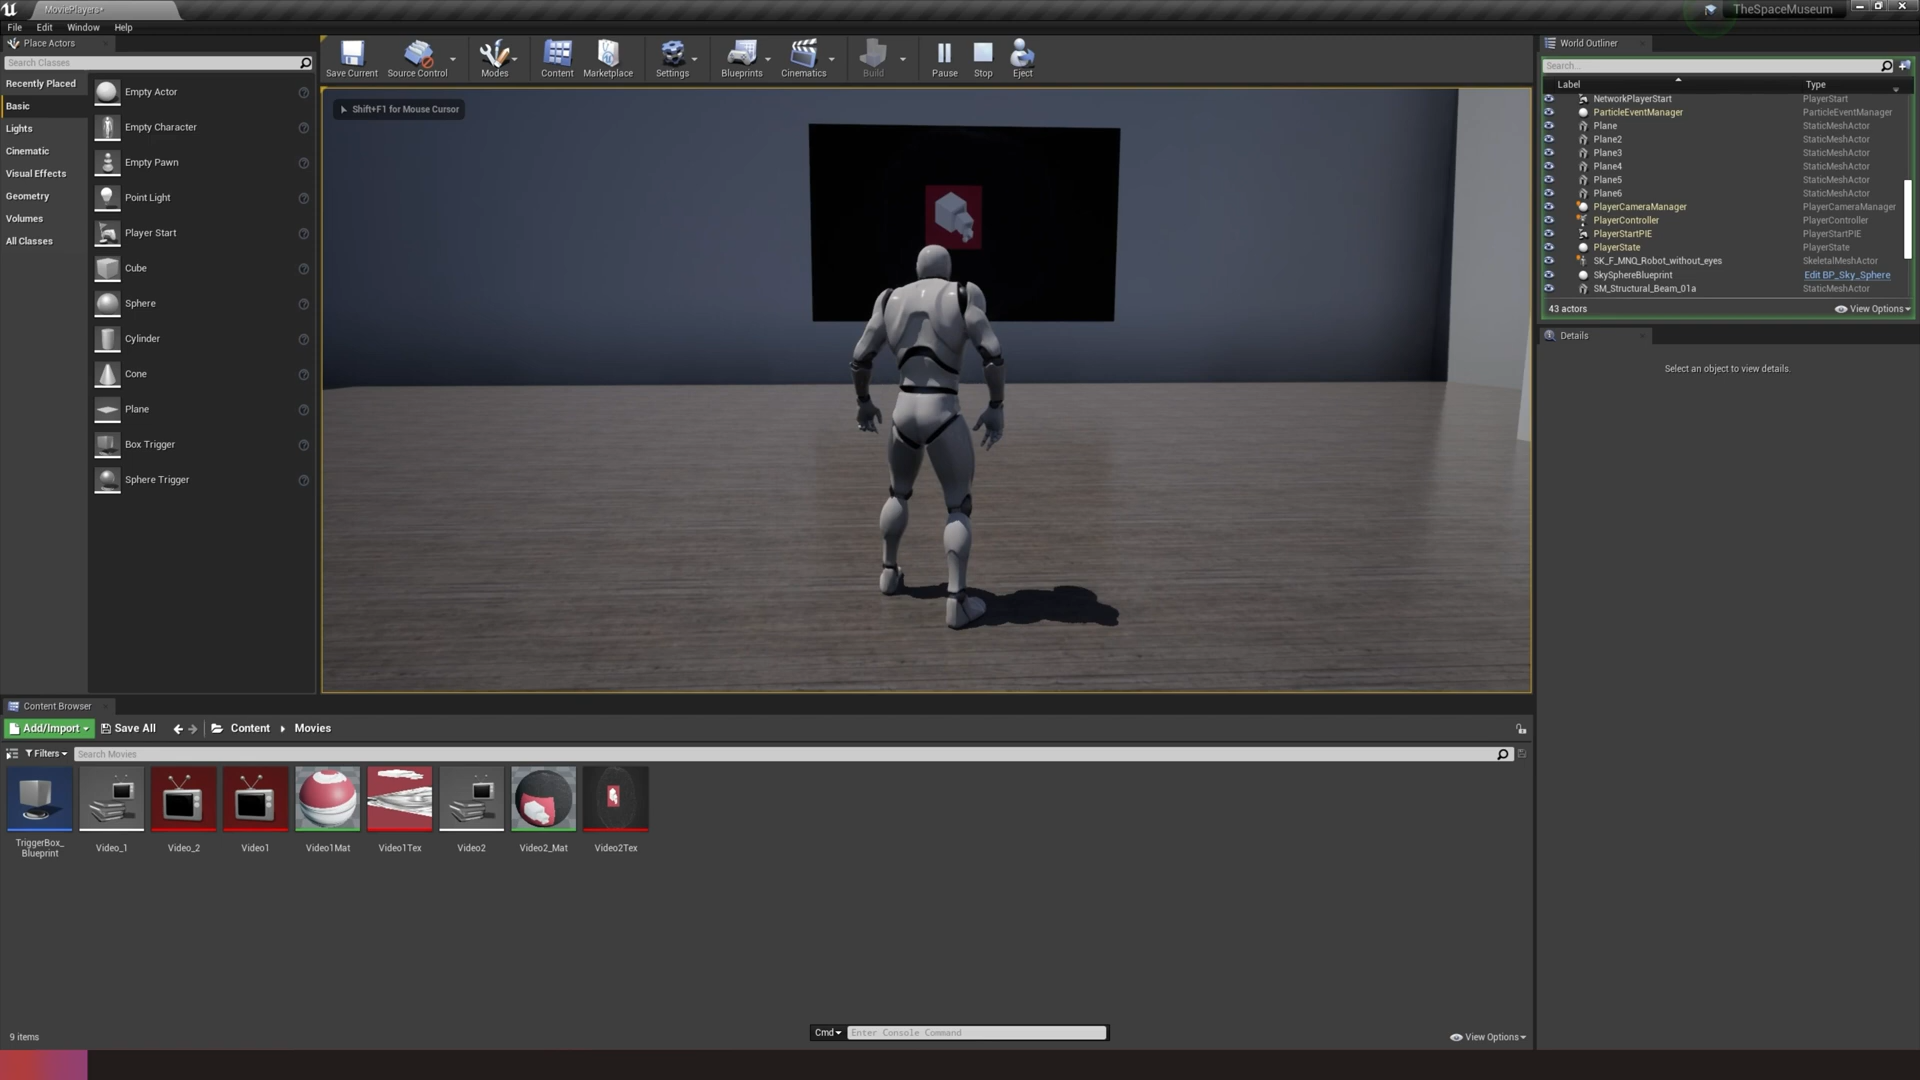 MoviePlayers*
TheSpaceMuseum
File Edit Window Help
Place Actors
Search Classes
Recently Placed
Basic
Lights
Cinematic
Visual Effects
Geometry
Volumes
All Classes
Empty Actor
Empty Character
Empty Pawn
Point Light
Player Start
Cube
Sphere
Cylinder
Cone
Plane
Box Trigger
Sphere Trigger
Save Current
Source Control
Modes
Content
Marketplace
Settings
Blueprints
Cinematics
Build
Pause
Stop
Eject
Shift+F1 for Mouse Cursor
World Outliner
Search...
Label Type
NetworkPlayerStart PlayerStart
ParticleEventManager ParticleEventManager
Plane StaticMeshActor
Plane2 StaticMeshActor
Plane3 StaticMeshActor
Plane4 StaticMeshActor
Plane5 StaticMeshActor
Plane6 StaticMeshActor
PlayerCameraManager PlayerCameraManager
PlayerController PlayerController
PlayerStartPIE PlayerStartPIE
PlayerState PlayerState
SK_F_MNQ_Robot_without_eyes SkeletalMeshActor
SkySphereBlueprint Edit BP_Sky_Sphere
SM_Structural_Beam_01a StaticMeshActor
43 actors View Options
Details
Select an object to view details.
Content Browser
Add/Import Save All Content Movies
Filters Search Movies
TriggerBox_
Blueprint
Video_1
Video_2
Video1
Video1Mat
Video1Tex
Video2
Video2_Mat
Video2Tex
9 items
Cmd Enter Console Command
View Options